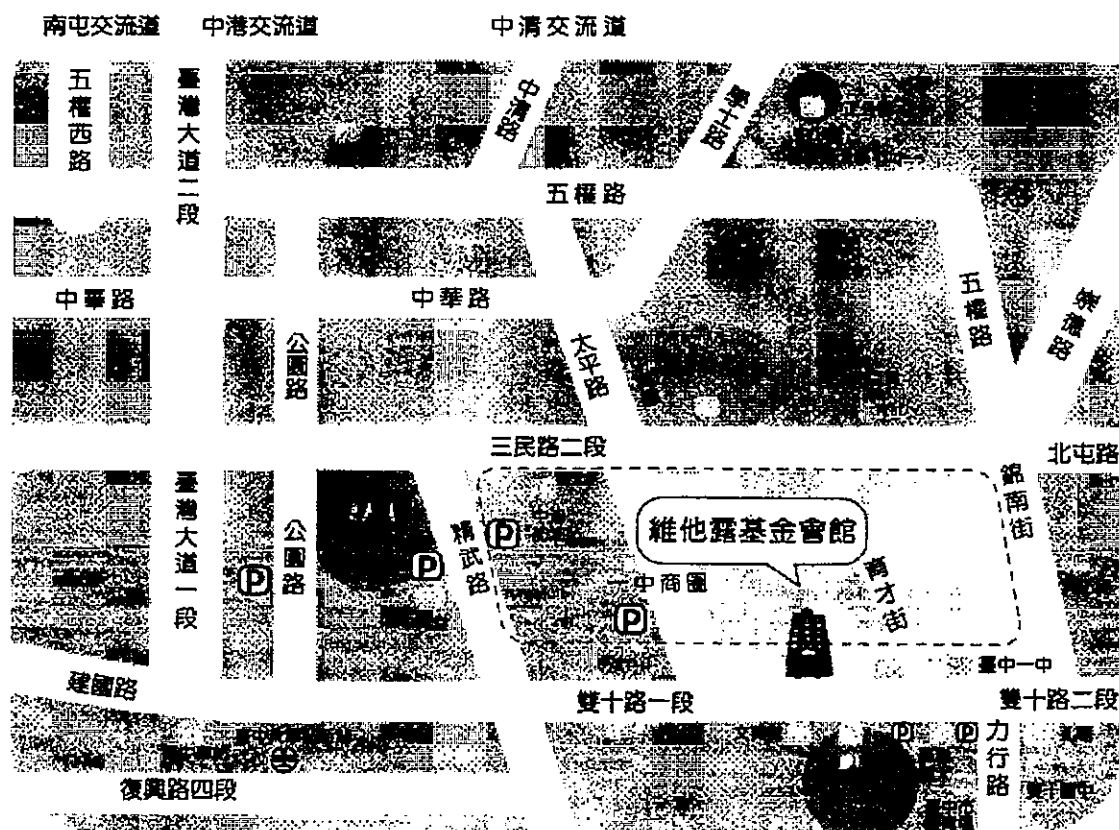 南屯交流道
中港交流道
中清交流道
五權西路
臺灣大道二段
中清路
學士路
五權路
中華路
中華路
五權路
公園路
太平路
三民路二段
北屯路
錦南街
臺灣大道一段
公園路
精武路
P
P
P
維他露基金會館
一中商圈
育才街
P
臺中一中
建國路
雙十路一段
雙十路二段
P
P
力行路
復興路四段